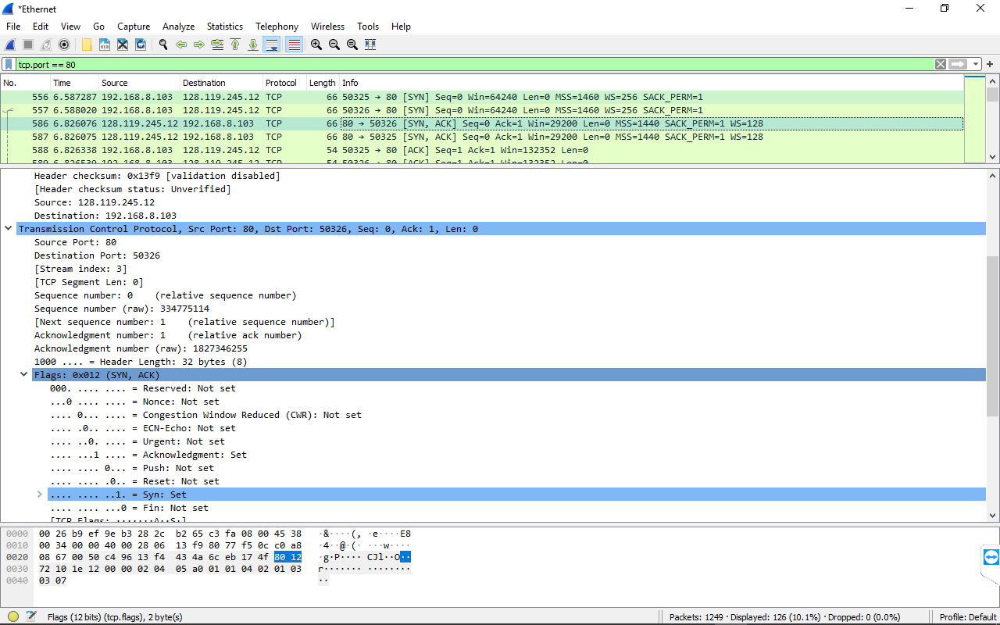 *Ethernet
File Edit View Go Capture Analyze Statistics Telephony Wireless Tools Help
tcp.port == 80
No. Time Source Destination Protocol Length Info
556 6.587287 192.168.8.103 128.119.245.12 TCP 66 50325 → 80 [SYN] Seq=0 Win=64240 Len=0 MSS=1460 WS=256 SACK_PERM=1
557 6.588020 192.168.8.103 128.119.245.12 TCP 66 50326 → 80 [SYN] Seq=0 Win=64240 Len=0 MSS=1460 WS=256 SACK_PERM=1
586 6.826076 128.119.245.12 192.168.8.103 TCP 66 80 → 50326 [SYN, ACK] Seq=0 Ack=1 Win=29200 Len=0 MSS=1440 SACK_PERM=1 WS=128
587 6.826075 128.119.245.12 192.168.8.103 TCP 66 80 → 50325 [SYN, ACK] Seq=0 Ack=1 Win=29200 Len=0 MSS=1440 SACK_PERM=1 WS=128
588 6.826338 192.168.8.103 128.119.245.12 TCP 54 50325 → 80 [ACK] Seq=1 Ack=1 Win=132352 Len=0
589 6.826539 192.168.8.103 128.119.245.12 TCP 54 50326 → 80 [ACK] Seq=1 Ack=1 Win=132352 Len=0
Header checksum: 0x13f9 [validation disabled]
[Header checksum status: Unverified]
Source: 128.119.245.12
Destination: 192.168.8.103
Transmission Control Protocol, Src Port: 80, Dst Port: 50326, Seq: 0, Ack: 1, Len: 0
Source Port: 80
Destination Port: 50326
[Stream index: 3]
[TCP Segment Len: 0]
Sequence number: 0 (relative sequence number)
Sequence number (raw): 334775114
[Next sequence number: 1 (relative sequence number)]
Acknowledgment number: 1 (relative ack number)
Acknowledgment number (raw): 1827346255
1000 .... = Header Length: 32 bytes (8)
Flags: 0x012 (SYN, ACK)
000. .... .... = Reserved: Not set
...0 .... .... = Nonce: Not set
.... 0... .... = Congestion Window Reduced (CWR): Not set
.... .0.. .... = ECN-Echo: Not set
.... ..0. .... = Urgent: Not set
.... ...1 .... = Acknowledgment: Set
.... .... 0... = Push: Not set
.... .... .0.. = Reset: Not set
.... .... ..1. = Syn: Set
.... .... ...0 = Fin: Not set
[TCP Flags: ·······A··S·]
0000 00 26 b9 ef 9e b3 28 2c b2 65 c3 fa 08 00 45 38 ·&····(, ·e····E8
0010 00 34 00 00 40 00 28 06 13 f9 80 77 f5 0c c0 a8 ·4··@·(· ···w····
0020 08 67 00 50 c4 96 13 f4 43 4a 6c eb 17 4f 80 12 ·g·P···· CJl··O··
0030 72 10 1e 12 00 00 02 04 05 a0 01 01 04 02 01 03 r······· ········
0040 03 07 ··
Flags (12 bits) (tcp.flags), 2 byte(s) Packets: 1249 · Displayed: 126 (10.1%) · Dropped: 0 (0.0%) Profile: Default